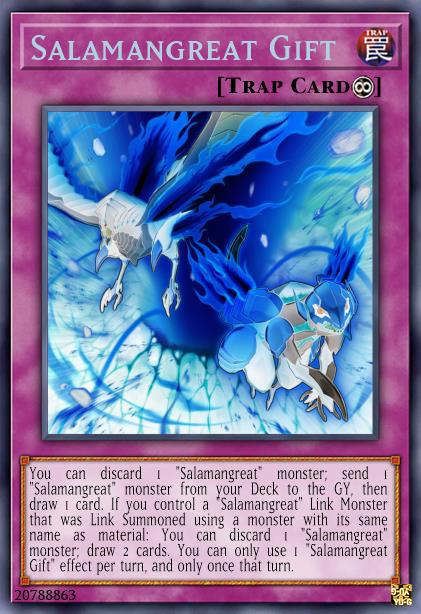 Salamangreat Gift
TRAP
罠
[Trap Card]
You can discard 1 "Salamangreat" monster; send 1
"Salamangreat" monster from your Deck to the GY, then
draw 1 card. If you control a "Salamangreat" Link Monster
that was Link Summoned using a monster with its same
name as material: You can discard 1 "Salamangreat"
monster; draw 2 cards. You can only use 1 "Salamangreat
Gift" effect per turn, and only once that turn.
20788863